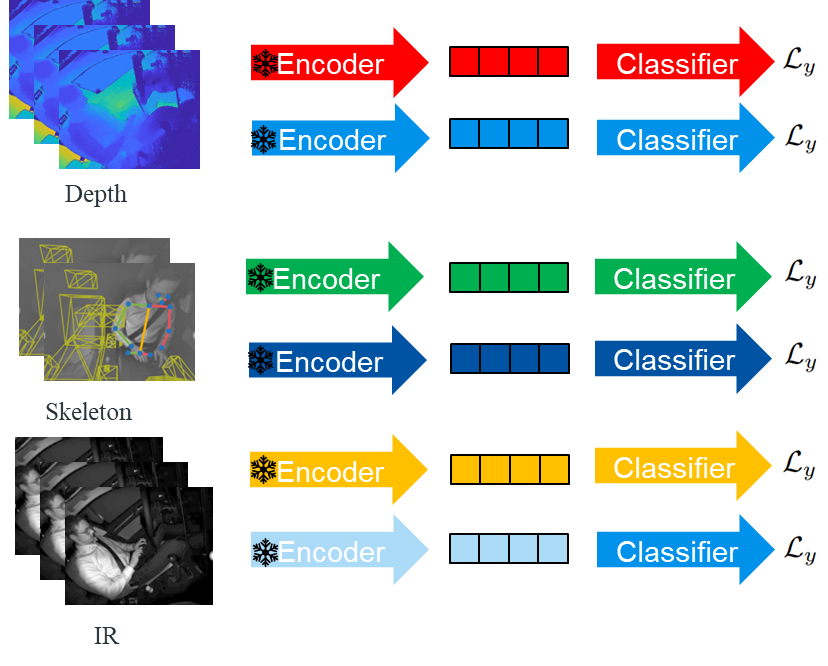 Encoder Classifier ℒy
Encoder Classifier ℒy
Depth
Encoder Classifier ℒy
Encoder Classifier ℒy
Skeleton
Encoder Classifier ℒy
Encoder Classifier ℒy
IR